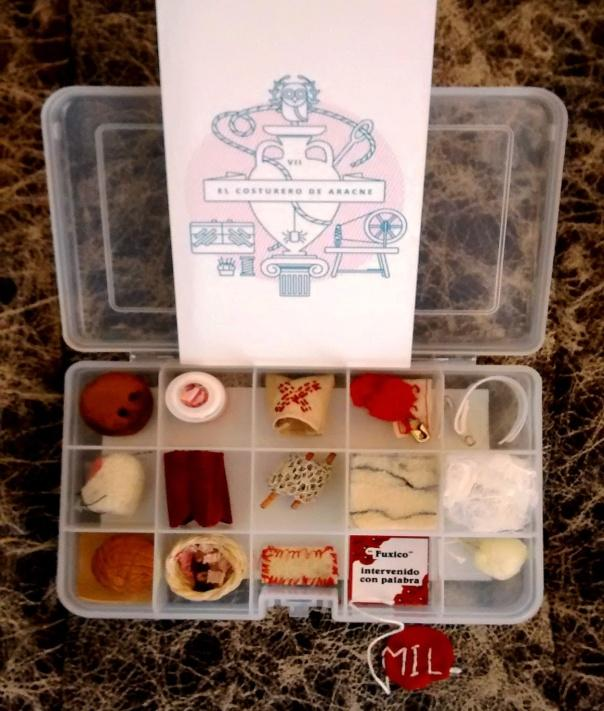 VII
EL COSTURERO DE ARACNE
"Fuxico"
intervenido
con palabra
MIL